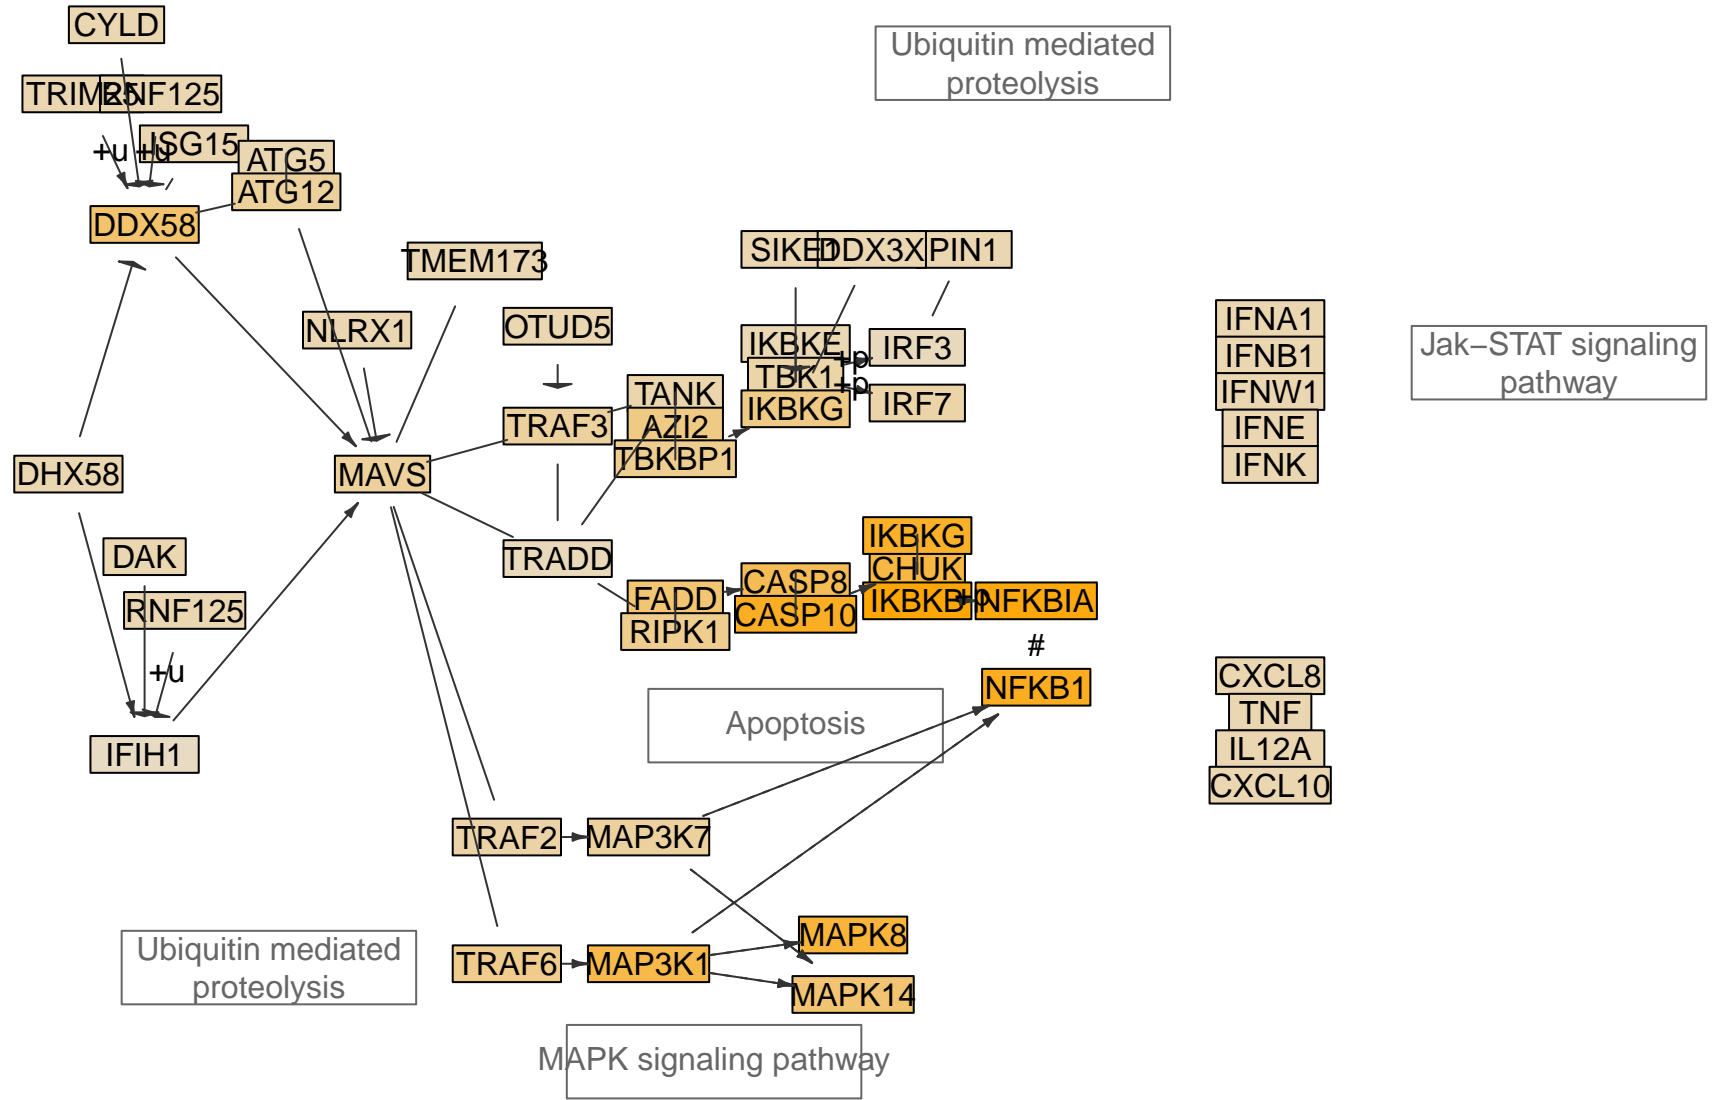 CYLD
Ubiquitin mediated
proteolysis
TRIM25
RNF125
ISG15
+u
+u
ATG5
ATG12
DDX58
TMEM173
SIKE1
DDX3X
PIN1
NLRX1
OTUD5
IKBKE
+p
IRF3
TBK1
+p
IRF7
IKBKG
IFNA1
IFNB1
IFNW1
IFNE
IFNK
Jak−STAT signaling
pathway
TANK
TRAF3
AZI2
TBKBP1
DHX58
MAVS
DAK
TRADD
RNF125
+u
IFIH1
FADD
RIPK1
CASP8
CASP10
IKBKG
CHUK
IKBKB
+p
NFKBIA
#
NFKB1
Apoptosis
CXCL8
TNF
IL12A
CXCL10
TRAF2
MAP3K7
TRAF6
MAP3K1
MAPK8
MAPK14
Ubiquitin mediated
proteolysis
MAPK signaling pathway